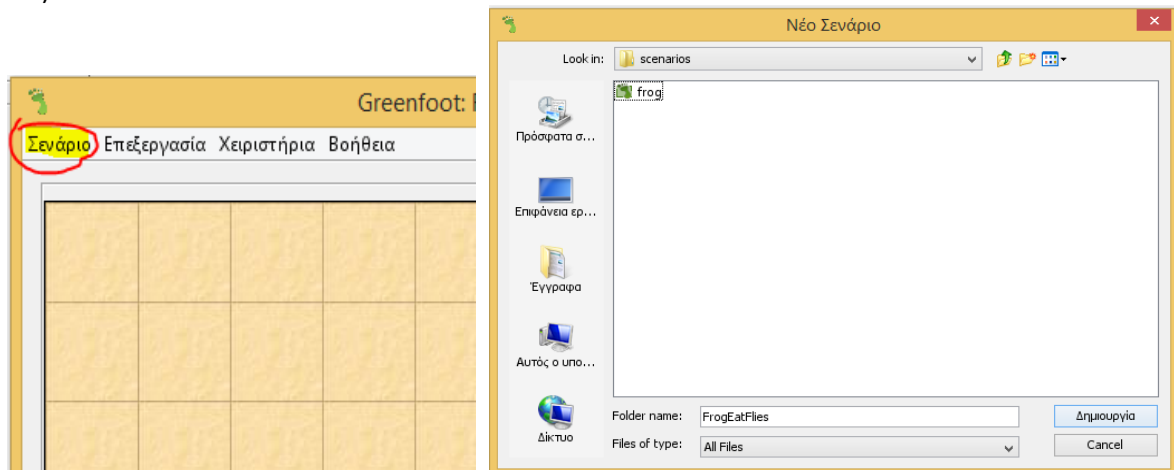 Greenfoot:
Σενάριο Επεξεργασία Χειριστήρια Βοήθεια
Νέο Σενάριο
Look in: scenarios
frog
Πρόσφατα σ...
Επιφάνεια ερ...
Έγγραφα
Αυτός ο υπο...
Δίκτυο
Folder name: FrogEatFlies Δημιουργία
Files of type: All Files Cancel